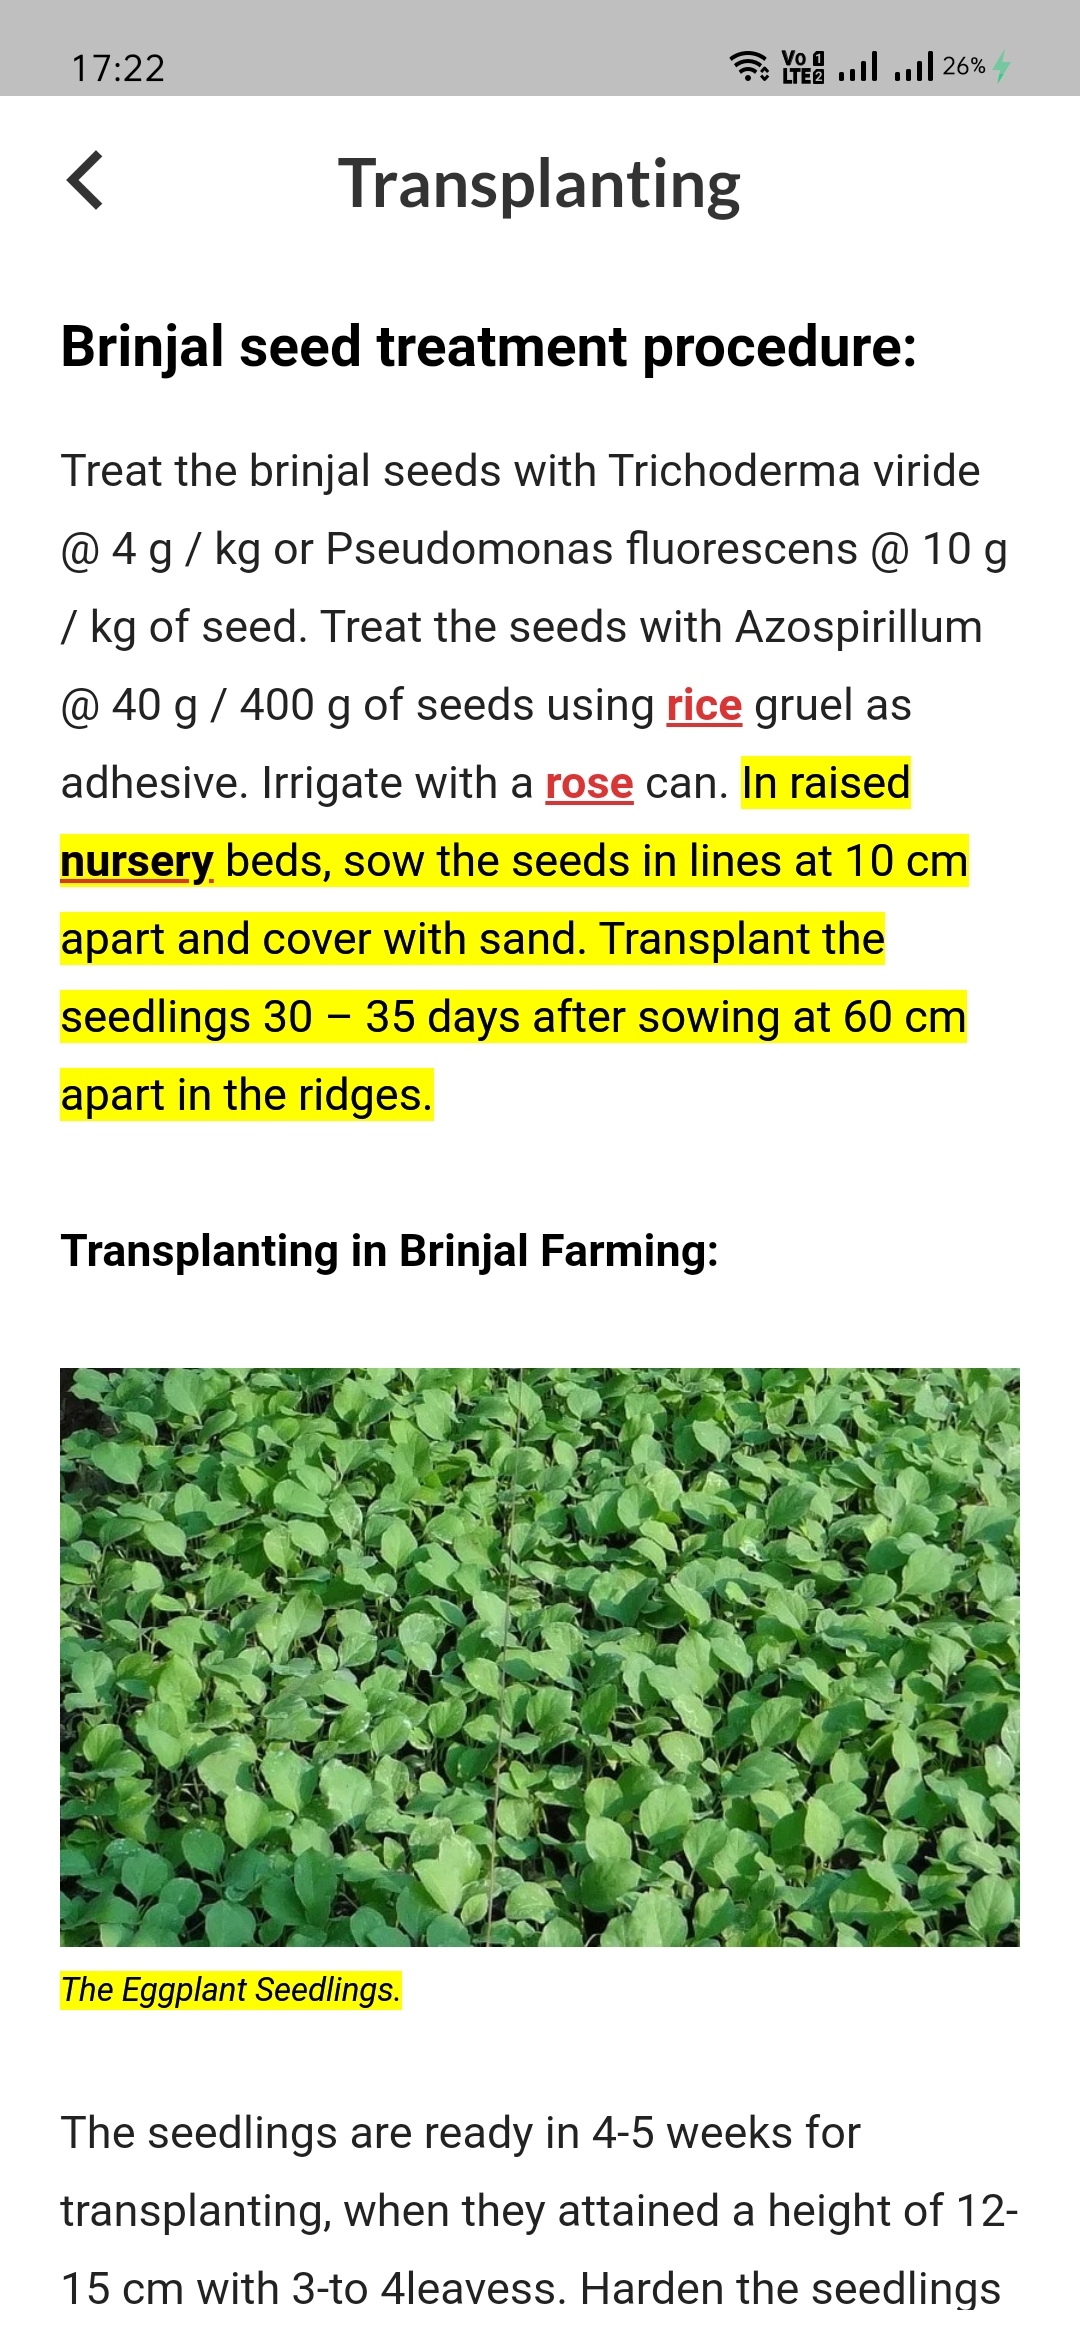 17:22
Vo 1
LTE 2
26%
Transplanting
Brinjal seed treatment procedure:
Treat the brinjal seeds with Trichoderma viride
@ 4 g / kg or Pseudomonas fluorescens @ 10 g
/ kg of seed. Treat the seeds with Azospirillum
@ 40 g / 400 g of seeds using rice gruel as
adhesive. Irrigate with a rose can. In raised
nursery beds, sow the seeds in lines at 10 cm
apart and cover with sand. Transplant the
seedlings 30 – 35 days after sowing at 60 cm
apart in the ridges.
Transplanting in Brinjal Farming:
The Eggplant Seedlings.
The seedlings are ready in 4-5 weeks for
transplanting, when they attained a height of 12-
15 cm with 3-to 4leavess. Harden the seedlings